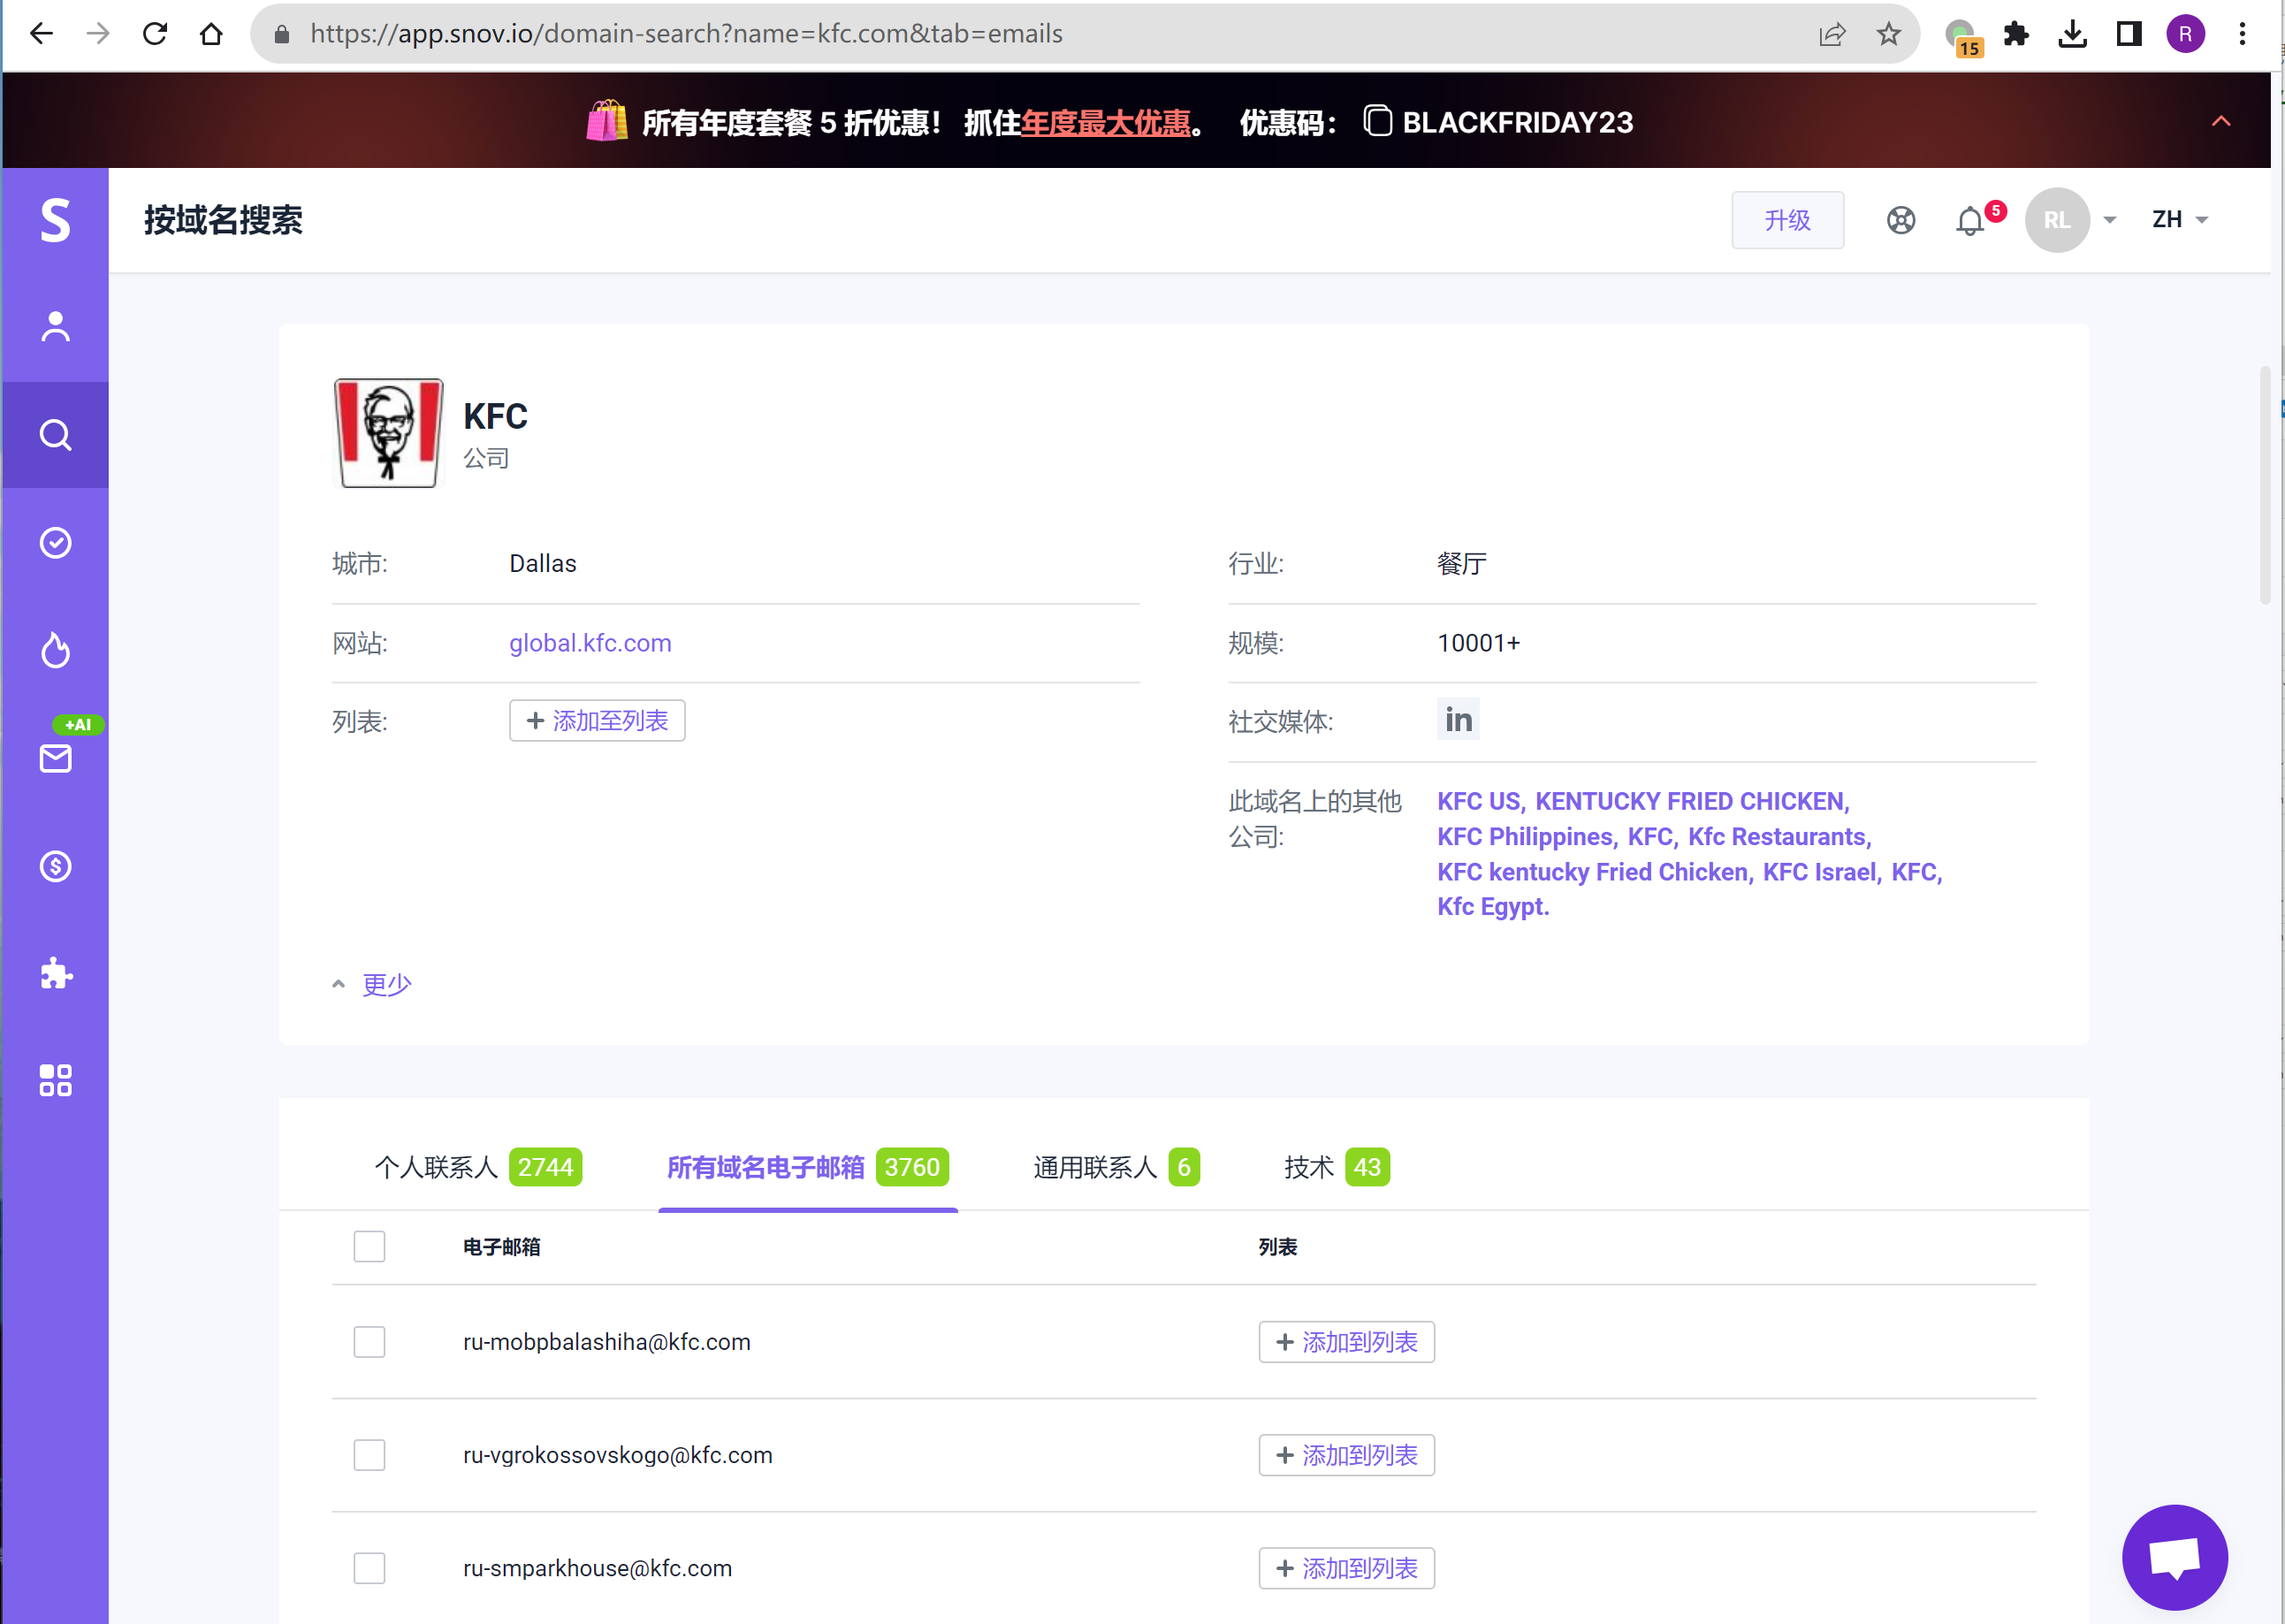 https://app.snov.io/domain-search?name=kfc.com&tab=emails
15
R
所有年度套餐 5 折优惠！ 抓住年度最大优惠。 优惠码： BLACKFRIDAY23
S
按域名搜索
升级
5
RL
ZH
KFC
公司
城市:
Dallas
行业:
餐厅
网站:
global.kfc.com
规模:
10001+
列表:
+ 添加至列表
社交媒体:
in
+AI
此域名上的其他公司:
KFC US, KENTUCKY FRIED CHICKEN,
KFC Philippines, KFC, Kfc Restaurants,
KFC kentucky Fried Chicken, KFC Israel, KFC,
Kfc Egypt.
更少
个人联系人 2744
所有域名电子邮箱 3760
通用联系人 6
技术 43
电子邮箱
列表
ru-mobpbalashiha@kfc.com
+ 添加到列表
ru-vgrokossovskogo@kfc.com
+ 添加到列表
ru-smparkhouse@kfc.com
+ 添加到列表